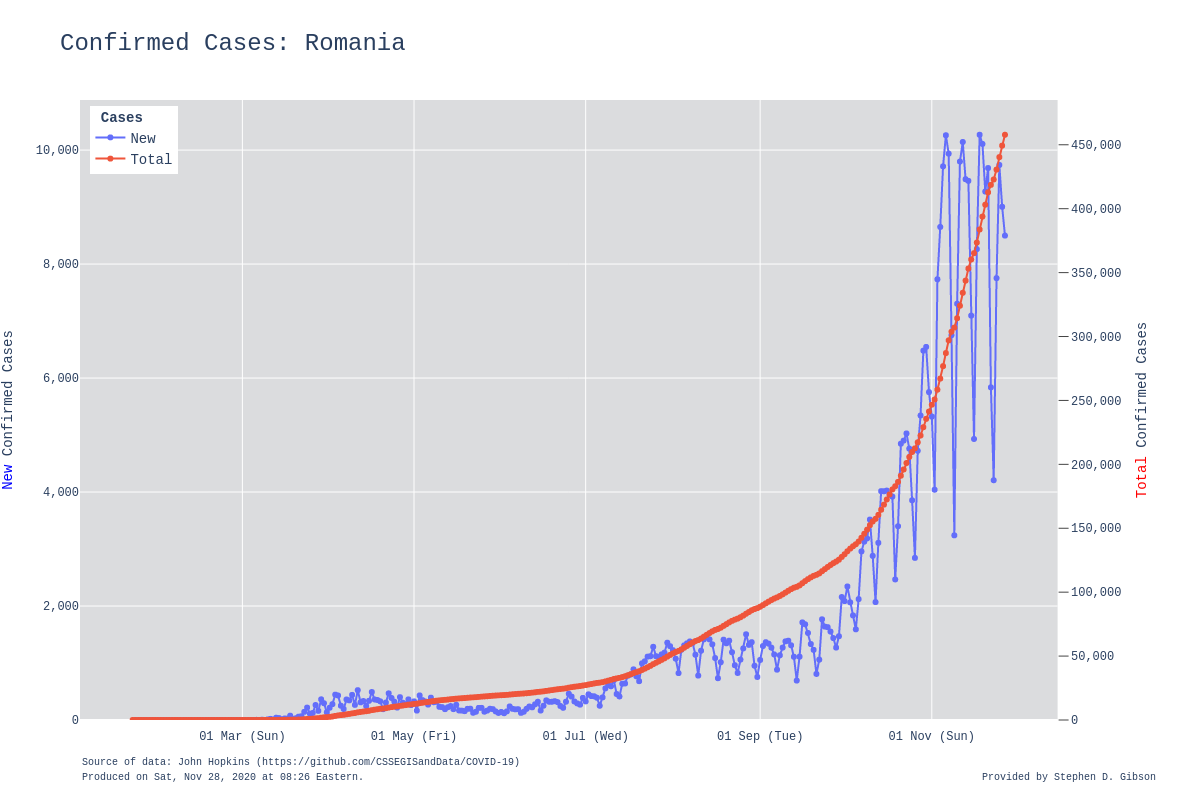 Confirmed Cases: Romania
Cases
New
Total
10,000
8,000
6,000
4,000
2,000
0
450,000
400,000
350,000
300,000
250,000
200,000
150,000
100,000
50,000
0
New Confirmed Cases
Total Confirmed Cases
01 Mar (Sun)
01 May (Fri)
01 Jul (Wed)
01 Sep (Tue)
01 Nov (Sun)
Source of data: John Hopkins (https://github.com/CSSEGISandData/COVID-19)
Produced on Sat, Nov 28, 2020 at 08:26 Eastern.
Provided by Stephen D. Gibson